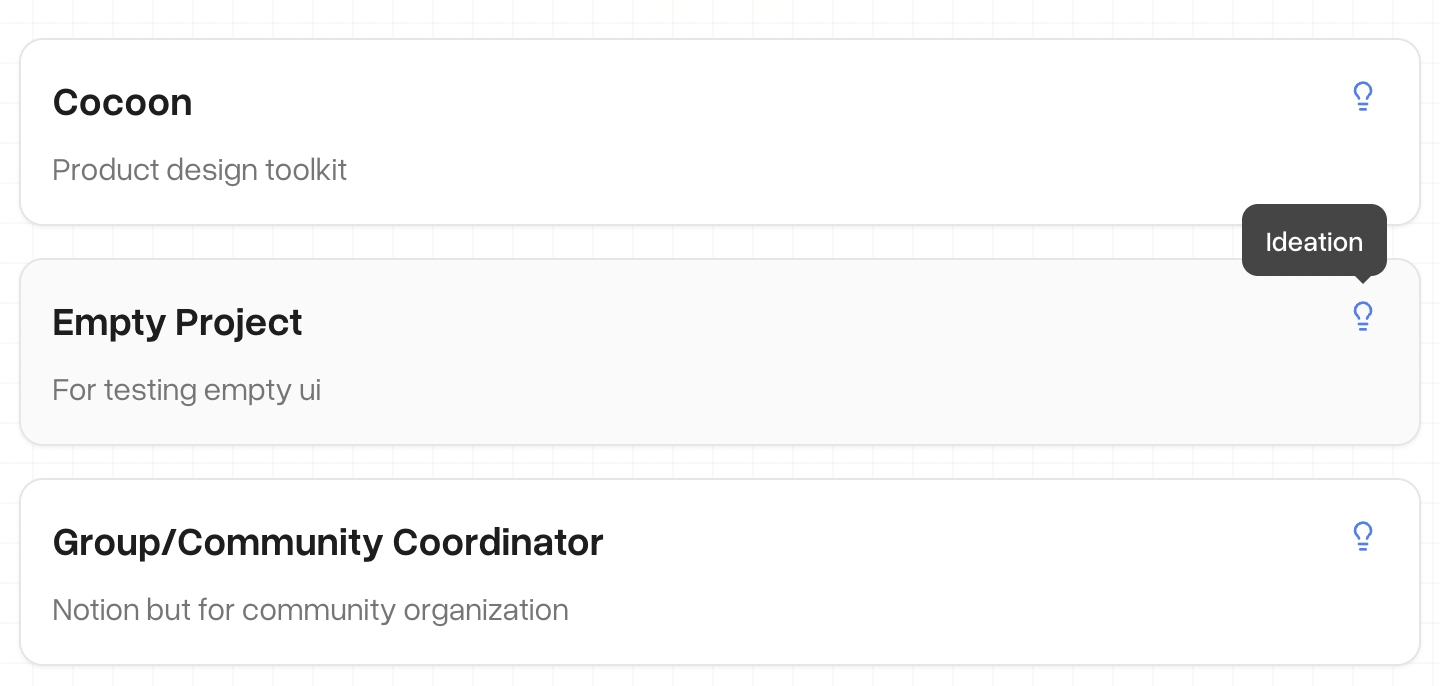 Cocoon
Product design toolkit
Ideation
Empty Project
For testing empty ui
Group/Community Coordinator
Notion but for community organization